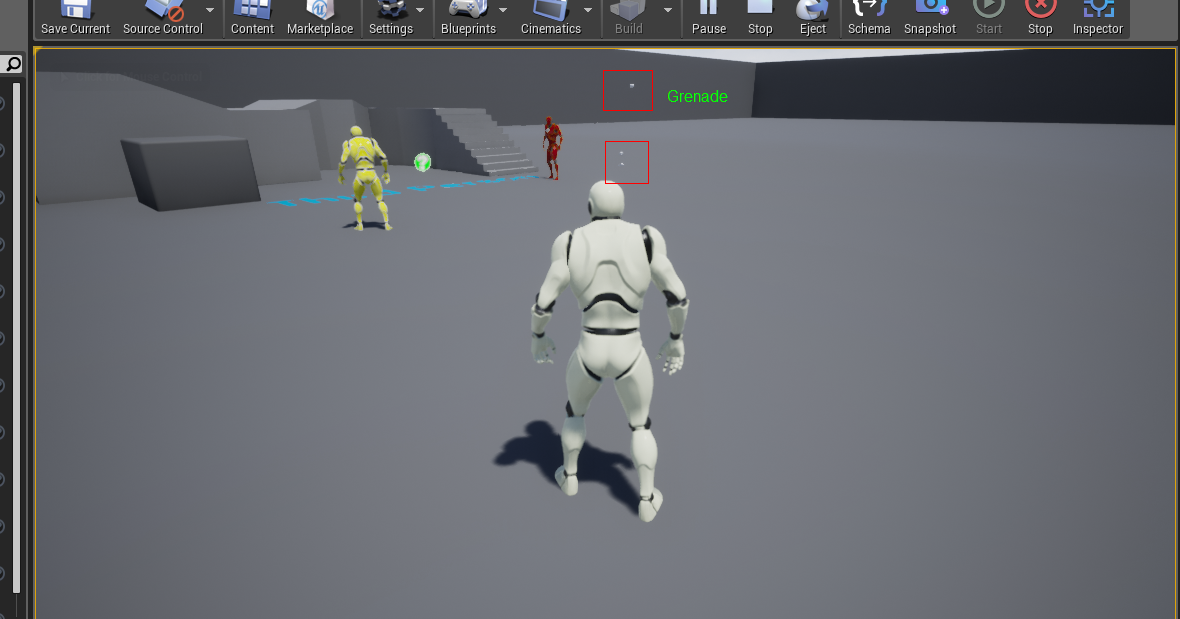 Save Current Source Control Content Marketplace Settings Blueprints Cinematics Build Pause Stop Eject Schema Snapshot Start Stop Inspector
Grenade